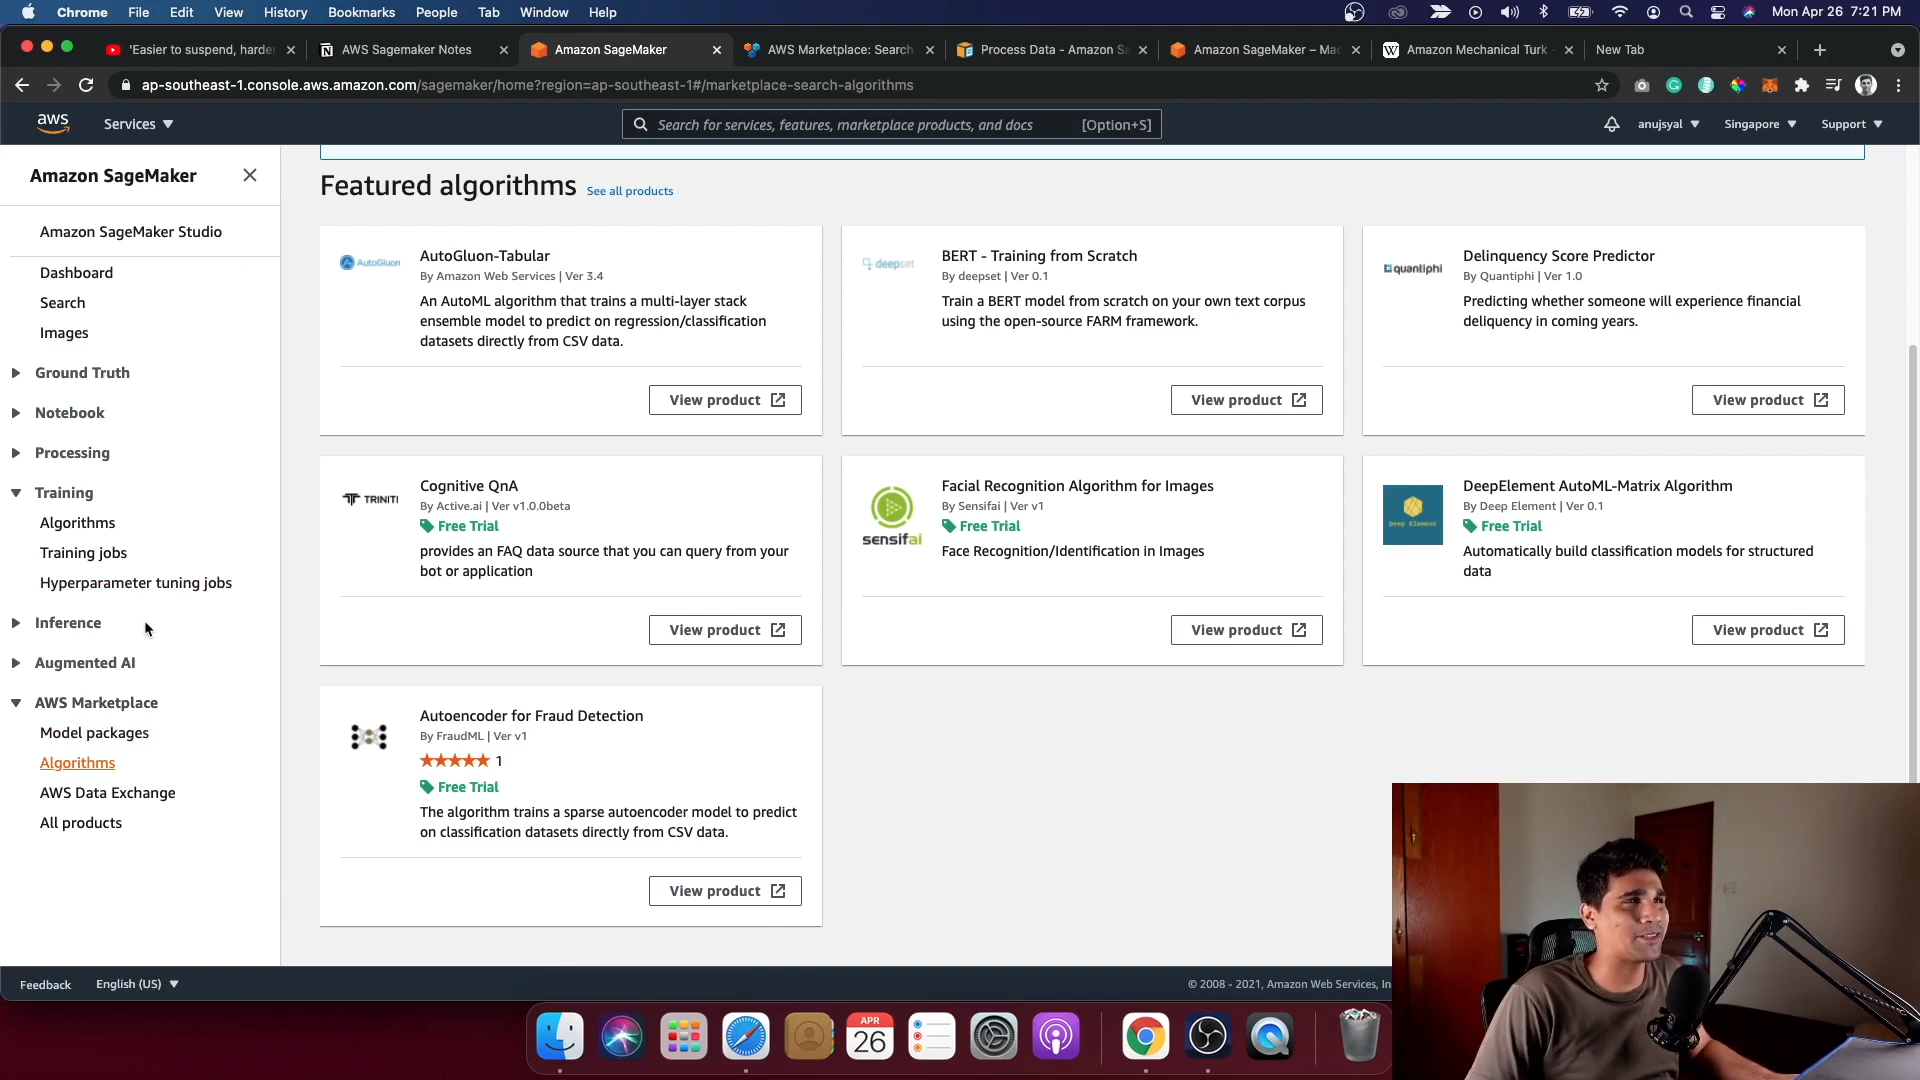 Chrome File Edit View History Bookmarks People Tab Window Help Mon Apr 26 7:21 PM
'Easier to suspend, harder AWS Sagemaker Notes Amazon SageMaker AWS Marketplace: Search Process Data - Amazon Sa Amazon SageMaker – Mac Amazon Mechanical Turk - New Tab
ap-southeast-1.console.aws.amazon.com/sagemaker/home?region=ap-southeast-1#/marketplace-search-algorithms
aws Services Search for services, features, marketplace products, and docs [Option+S] anujsyal Singapore Support
Amazon SageMaker
Amazon SageMaker Studio
Dashboard
Search
Images
Ground Truth
Notebook
Processing
Training
Algorithms
Training jobs
Hyperparameter tuning jobs
Inference
Augmented AI
AWS Marketplace
Model packages
Algorithms
AWS Data Exchange
All products
Featured algorithms See all products
AutoGluon
AutoGluon-Tabular
By Amazon Web Services | Ver 3.4
An AutoML algorithm that trains a multi-layer stack
ensemble model to predict on regression/classification
datasets directly from CSV data.
View product
deepset
BERT - Training from Scratch
By deepset | Ver 0.1
Train a BERT model from scratch on your own text corpus
using the open-source FARM framework.
View product
quantiphi
Delinquency Score Predictor
By Quantiphi | Ver 1.0
Predicting whether someone will experience financial
deliquency in coming years.
View product
TRINITI
Cognitive QnA
By Active.ai | Ver v1.0.0beta
Free Trial
provides an FAQ data source that you can query from your
bot or application
View product
sensifai
Facial Recognition Algorithm for Images
By Sensifai | Ver v1
Free Trial
Face Recognition/Identification in Images
View product
Deep Element
DeepElement AutoML-Matrix Algorithm
By Deep Element | Ver 0.1
Free Trial
Automatically build classification models for structured
data
View product
Autoencoder for Fraud Detection
By FraudML | Ver v1
1
Free Trial
The algorithm trains a sparse autoencoder model to predict
on classification datasets directly from CSV data.
View product
Feedback English (US) © 2008 - 2021, Amazon Web Services, In
APR
26